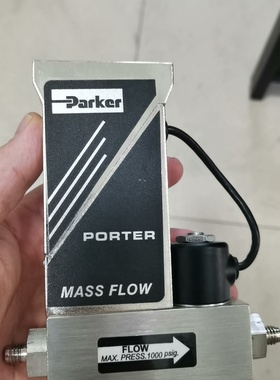 Parker
PORTER
MASS FLOW
FLOW
MAX. PRESS.1000 psig.